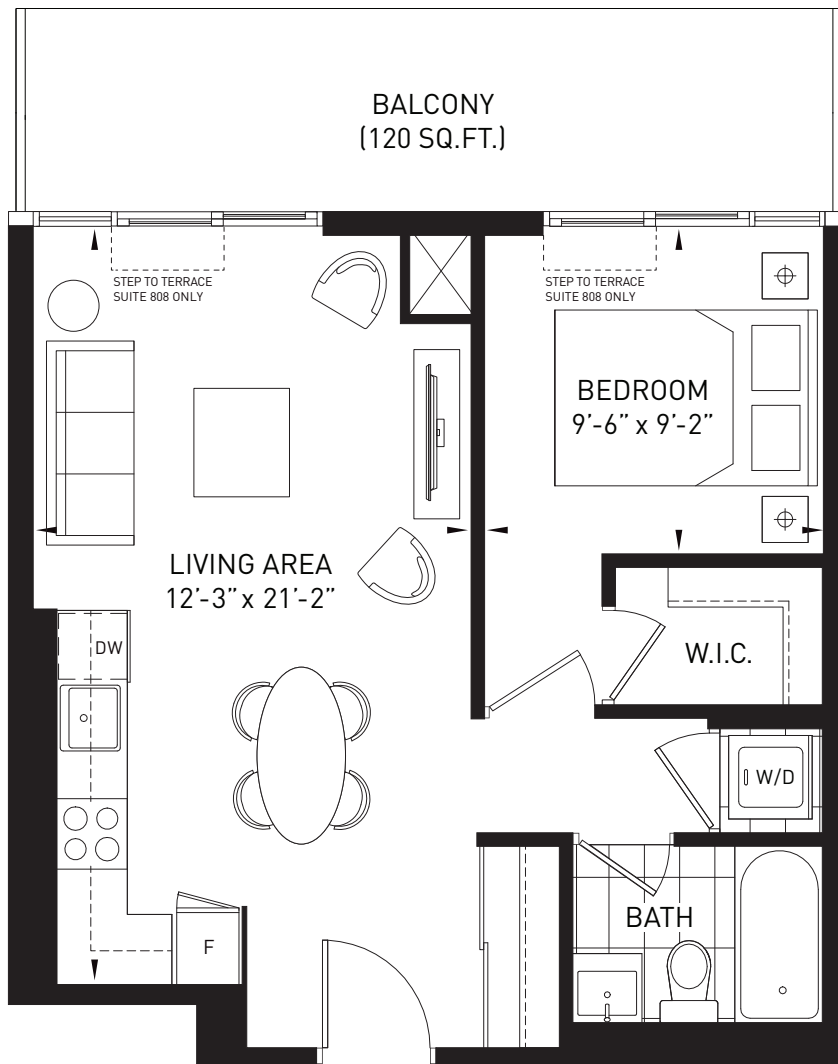 BALCONY
(120 SQ.FT.)
STEP TO TERRACE
SUITE 808 ONLY
STEP TO TERRACE
SUITE 808 ONLY
BEDROOM
9’-6” x 9’-2”
LIVING AREA
12’-3” x 21’-2”
DW
W.I.C.
W/D
BATH
F